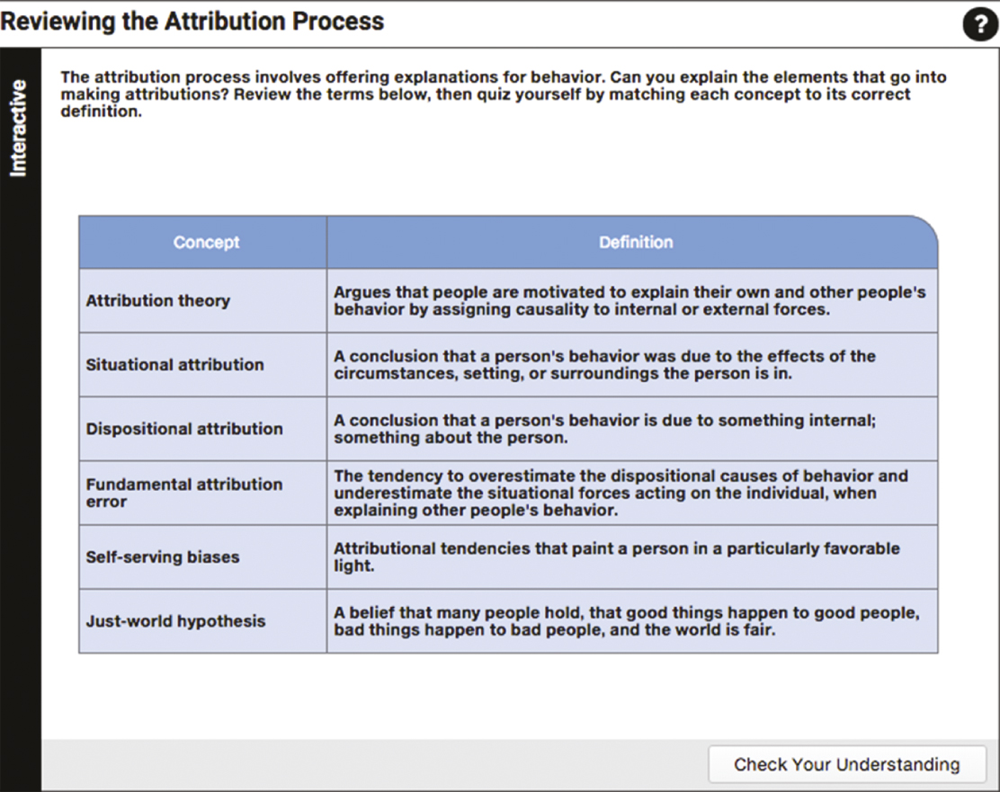 Reviewing the Attribution Process
?
Interactive
The attribution process involves offering explanations for behavior. Can you explain the elements that go into
making attributions? Review the terms below, then quiz yourself by matching each concept to its correct
definition.
Concept
Definition
Attribution theory
Argues that people are motivated to explain their own and other people's
behavior by assigning causality to internal or external forces.
Situational attribution
A conclusion that a person's behavior was due to the effects of the
circumstances, setting, or surroundings the person is in.
Dispositional attribution
A conclusion that a person's behavior is due to something internal;
something about the person.
Fundamental attribution
error
The tendency to overestimate the dispositional causes of behavior and
underestimate the situational forces acting on the individual, when
explaining other people's behavior.
Self-serving biases
Attributional tendencies that paint a person in a particularly favorable
light.
Just-world hypothesis
A belief that many people hold, that good things happen to good people,
bad things happen to bad people, and the world is fair.
Check Your Understanding